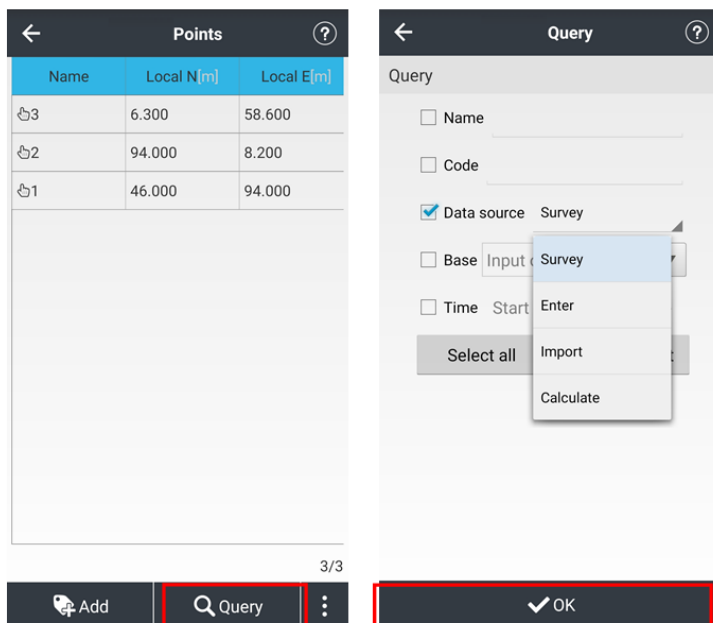 Points
?
Name Local N[m] Local E[m]
3 6.300 58.600
2 94.000 8.200
1 46.000 94.000
3/3
Add Query
Query
?
Query
Name
Code
Data source Survey
Base Input
Survey
Time Start
Enter
Select all
Import
Calculate
OK